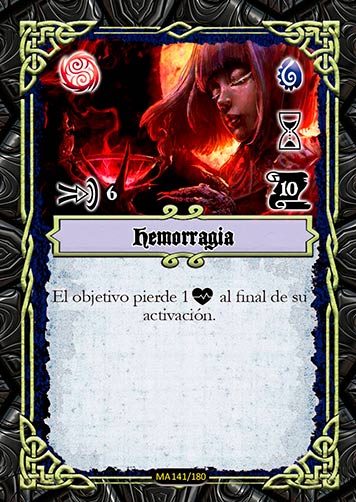 6
10
Hemorragia
El objetivo pierde 1 al final de su
activación.
MA141/180